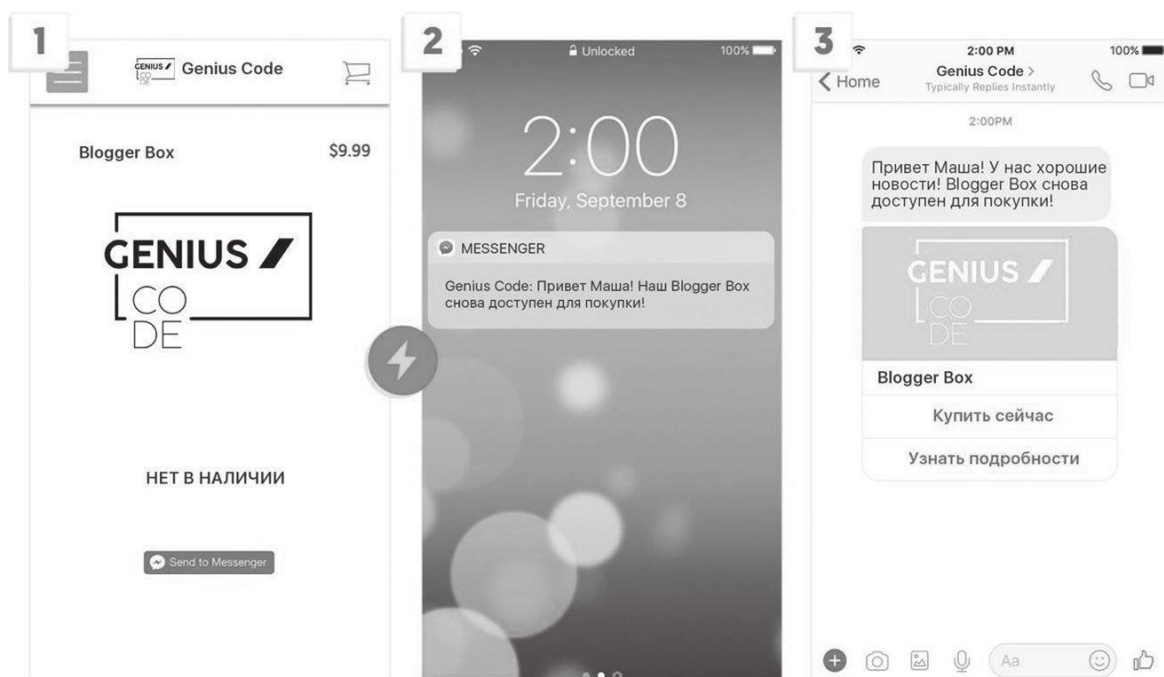 1
GENIUS
CO
DE
Genius Code
Blogger Box
$9.99
GENIUS
CO
DE
НЕТ В НАЛИЧИИ
Send to Messenger
2
Unlocked
100%
2:00
Friday, September 8
MESSENGER
Genius Code: Привет Маша! Наш Blogger Box
снова доступен для покупки!
3
2:00 PM
100%
Home
Genius Code >
Typically Replies Instantly
2:00PM
Привет Маша! У нас хорошие
новости! Blogger Box снова
доступен для покупки!
GENIUS
CO
DE
Blogger Box
Купить сейчас
Узнать подробности
Aa